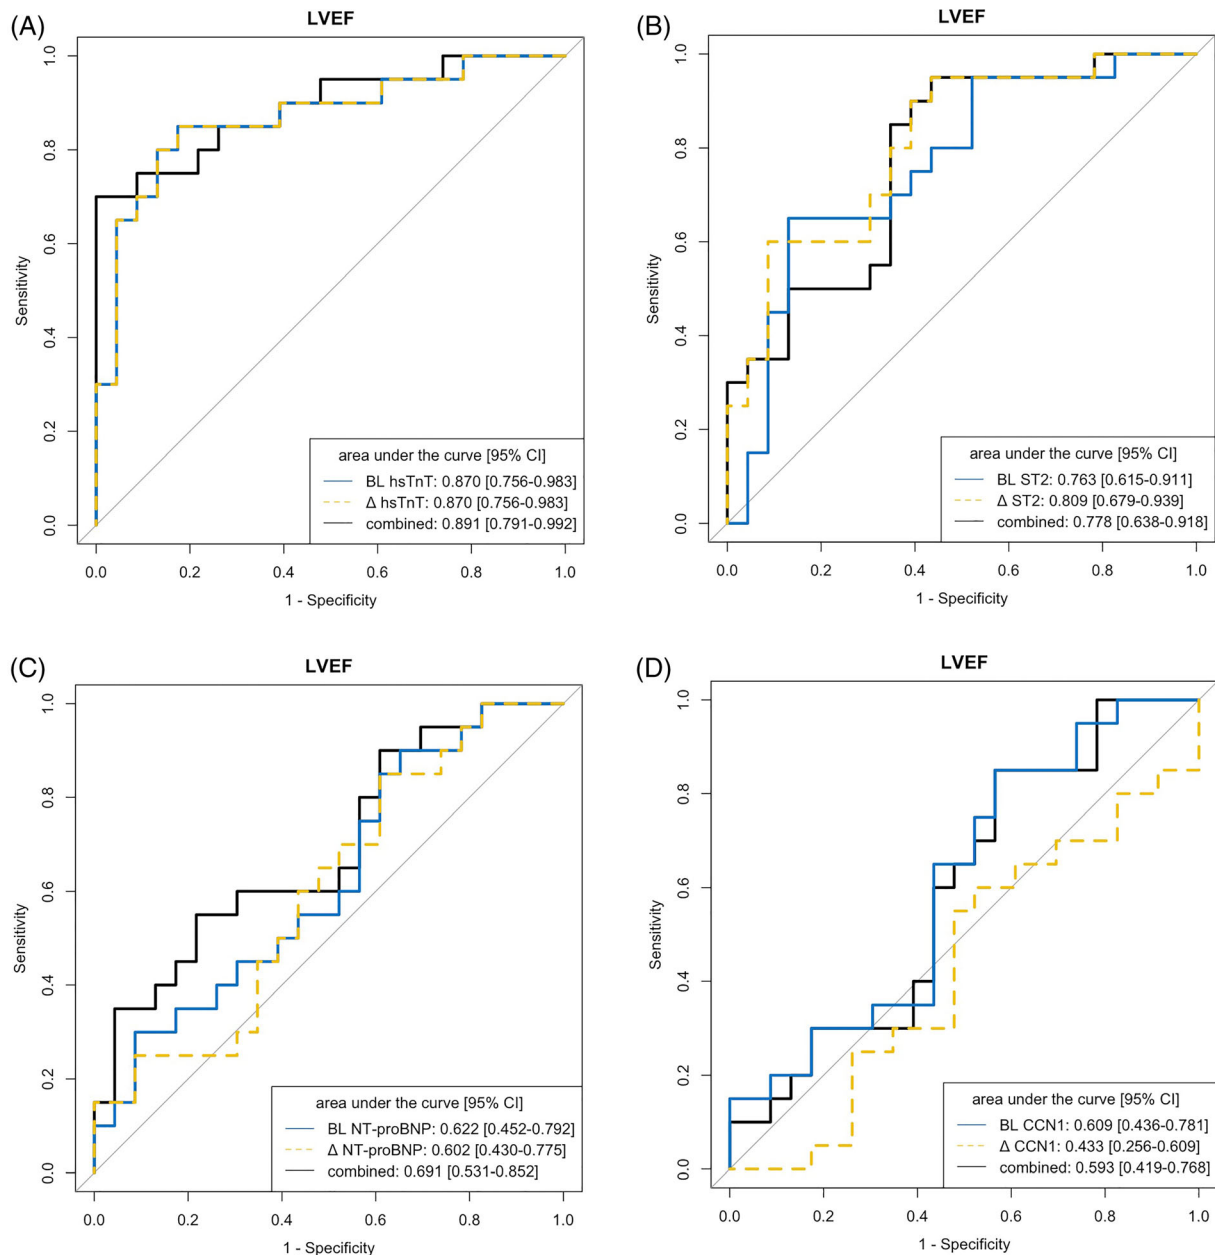 (A)
LVEF
1.0
0.8
0.6
0.4
0.2
0.0
Sensitivity
area under the curve [95% CI]
BL hsTnT: 0.870 [0.756-0.983]
Δ hsTnT: 0.870 [0.756-0.983]
combined: 0.891 [0.791-0.992]
0.0 0.2 0.4 0.6 0.8 1.0
1 - Specificity
(B)
LVEF
1.0
0.8
0.6
0.4
0.2
0.0
Sensitivity
area under the curve [95% CI]
BL ST2: 0.763 [0.615-0.911]
Δ ST2: 0.809 [0.679-0.939]
combined: 0.778 [0.638-0.918]
0.0 0.2 0.4 0.6 0.8 1.0
1 - Specificity
(C)
LVEF
1.0
0.8
0.6
0.4
0.2
0.0
Sensitivity
area under the curve [95% CI]
BL NT-proBNP: 0.622 [0.452-0.792]
Δ NT-proBNP: 0.602 [0.430-0.775]
combined: 0.691 [0.531-0.852]
0.0 0.2 0.4 0.6 0.8 1.0
1 - Specificity
(D)
LVEF
1.0
0.8
0.6
0.4
0.2
0.0
Sensitivity
area under the curve [95% CI]
BL CCN1: 0.609 [0.436-0.781]
Δ CCN1: 0.433 [0.256-0.609]
combined: 0.593 [0.419-0.768]
0.0 0.2 0.4 0.6 0.8 1.0
1 - Specificity